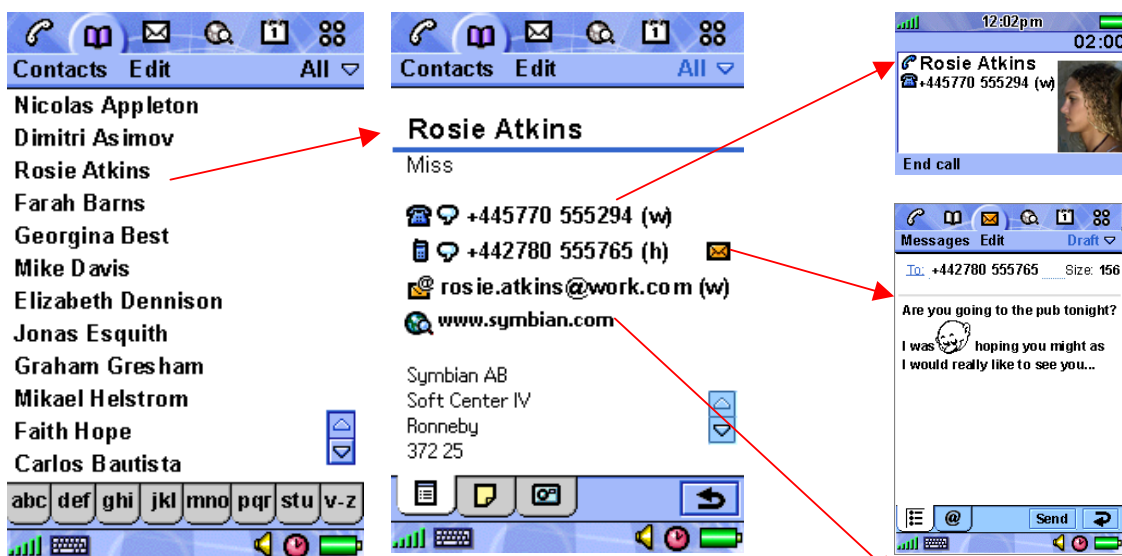 Contacts Edit All
Nicolas Appleton
Dimitri Asimov
Rosie Atkins
Farah Barns
Georgina Best
Mike Davis
Elizabeth Dennison
Jonas Esquith
Graham Gresham
Mikael Helstrom
Faith Hope
Carlos Bautista
abc def ghi jkl mno pqr stu v-z
1
Contacts Edit All
Rosie Atkins
Miss
+445770 555294 (w)
+442780 555765 (h)
rosie.atkins@work.com (w)
www.symbian.com
Symbian AB
Soft Center IV
Ronneby
372 25
1
12:02pm
02:00
Rosie Atkins
+445770 555294 (w)
End call
1
Messages Edit Draft
To: +442780 555765 Size: 156
Are you going to the pub tonight?
I was hoping you might as
I would really like to see you...
@ Send